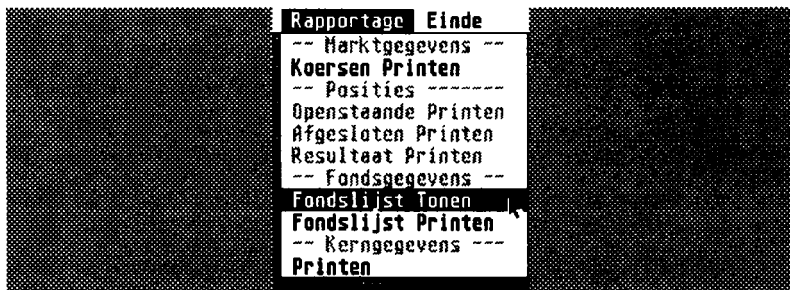 Rapportage Einde
-- Marktgegevens --
Koersen Printen
-- Posities -------
Openstaande Printen
Afgesloten Printen
Resultaat Printen
-- Fondsgegevens --
Fondslijst Tonen
Fondslijst Printen
-- Kerngegevens ---
Printen